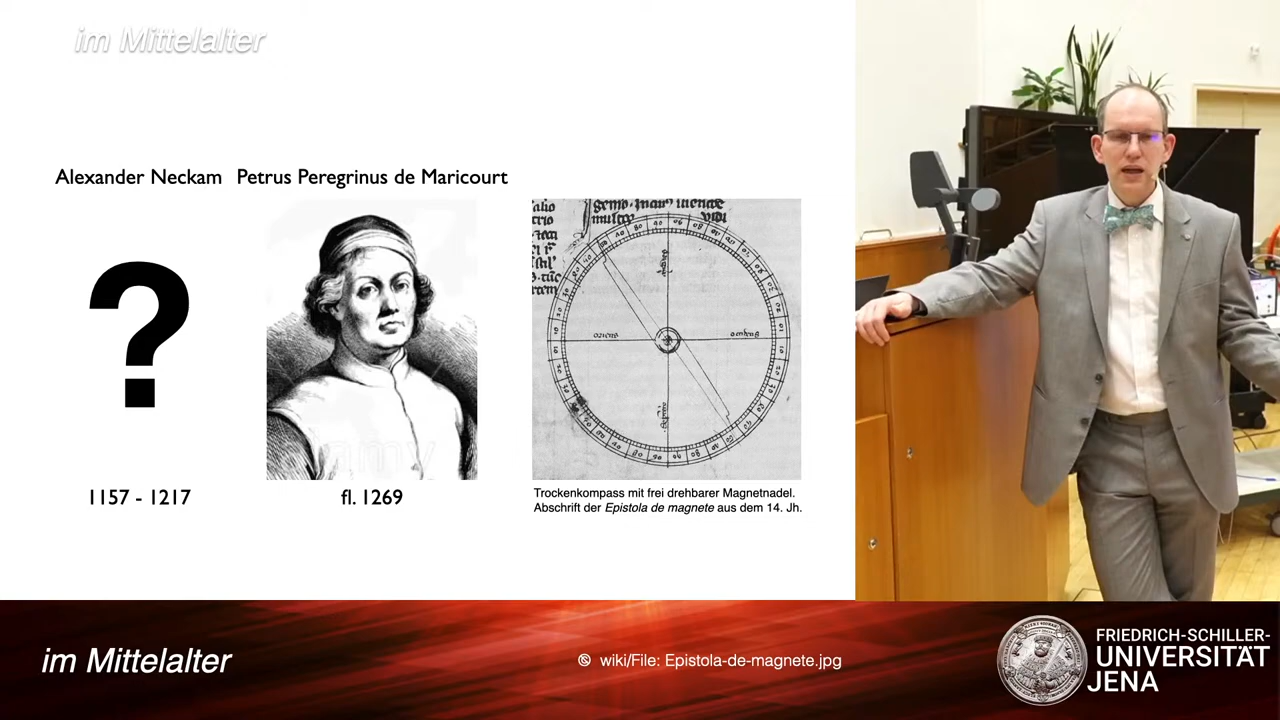 im Mittelalter
Alexander Neckam
Petrus Peregrinus de Maricourt
?
1157 - 1217
fl. 1269
oriens
Trockenkompass mit frei drehbarer Magnetnadel.
Abschrift der Epistola de magnete aus dem 14. Jh.
im Mittelalter
wiki/File: Epistola-de-magnete.jpg
FRIEDRICH-SCHILLER-
UNIVERSITÄT
JENA